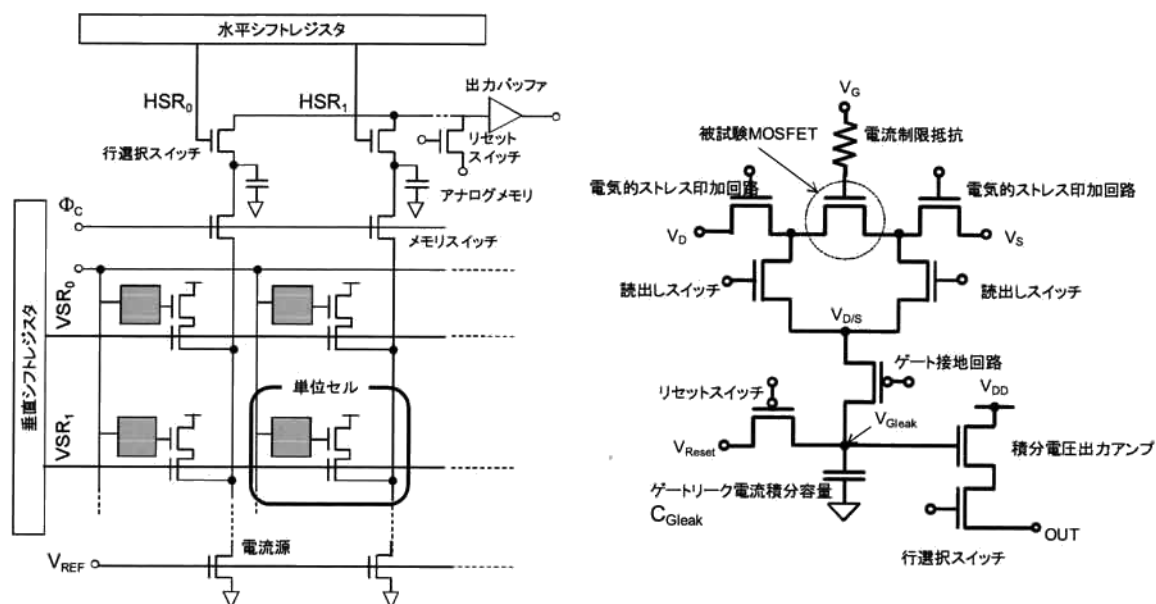 水平シフトレジスタ
HSR0
HSR1
出力バッファ
行選択スイッチ
リセット
スイッチ
アナログメモリ
ΦC
メモリスイッチ
垂直シフトレジスタ
VSR0
VSR1
単位セル
電流源
VREF
VG
被試験MOSFET
電流制限抵抗
電気的ストレス印加回路
電気的ストレス印加回路
VD
VS
読出しスイッチ
読出しスイッチ
VD/S
ゲート接地回路
リセットスイッチ
VDD
VGleak
VReset
積分電圧出力アンプ
ゲートリーク電流積分容量
CGleak
OUT
行選択スイッチ